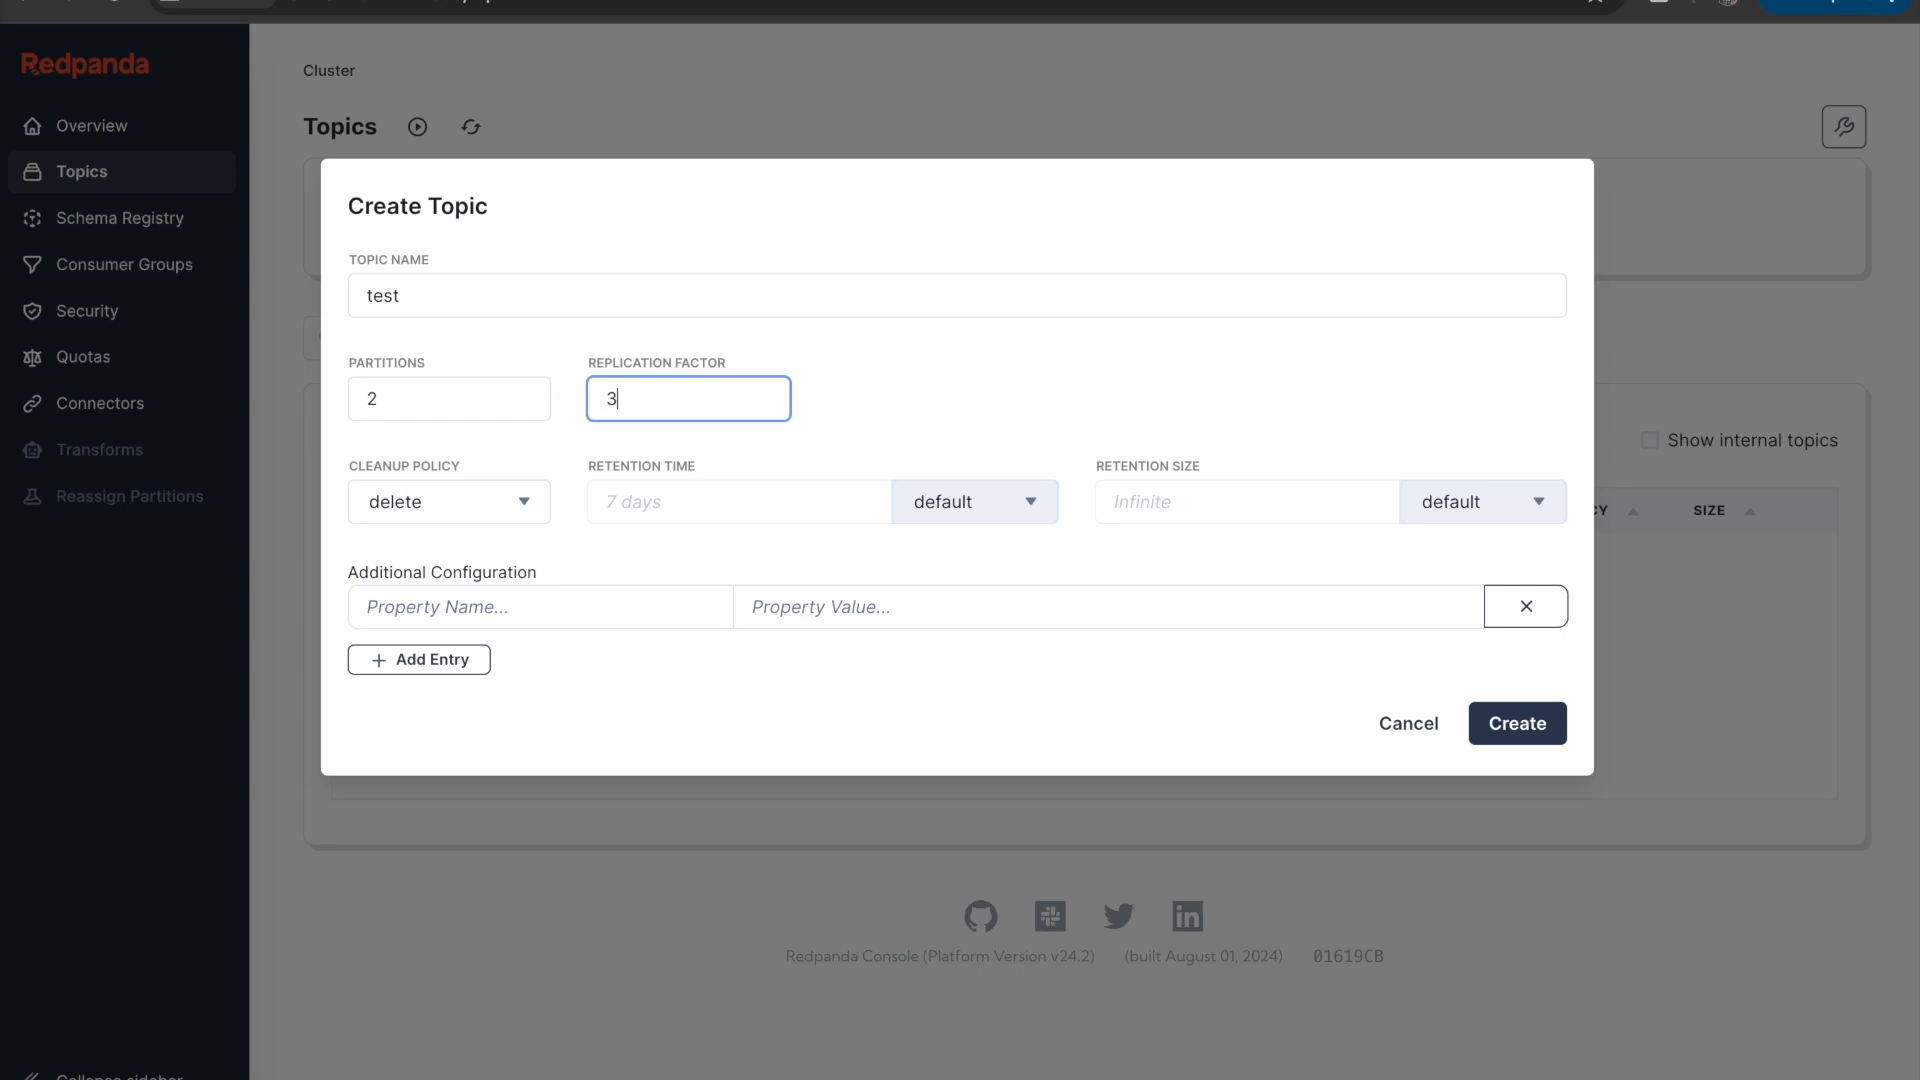 Redpanda
Cluster
Overview
Topics
Topics
Schema Registry
Consumer Groups
Security
Quotas
Connectors
Transforms
Reassign Partitions
Create Topic
TOPIC NAME
test
PARTITIONS
REPLICATION FACTOR
2
3
CLEANUP POLICY
RETENTION TIME
RETENTION SIZE
delete
7 days
default
Infinite
default
Additional Configuration
Property Name...
Property Value...
Add Entry
Cancel
Create
Show internal topics
CY
SIZE
Redpanda Console (Platform Version v24.2) (built August 01, 2024) 01619CB
Collapse sidebar